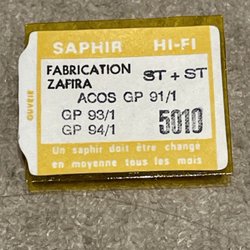 SAPHIR HI-FI
FABRICATION ZAFIRA
ST + ST
ACOS GP 91/1
GP 93/1
GP 94/1
5010
Un saphir doit être changé
en moyenne tous les mois
OUVRIR